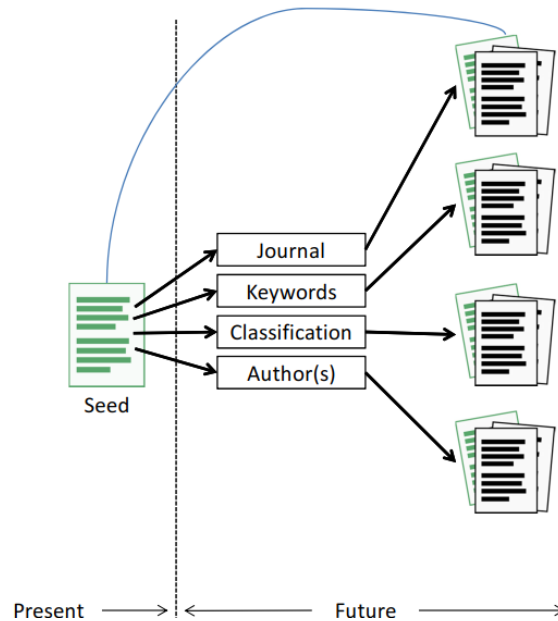 Journal
Keywords
Classification
Author(s)
Seed
Present
Future